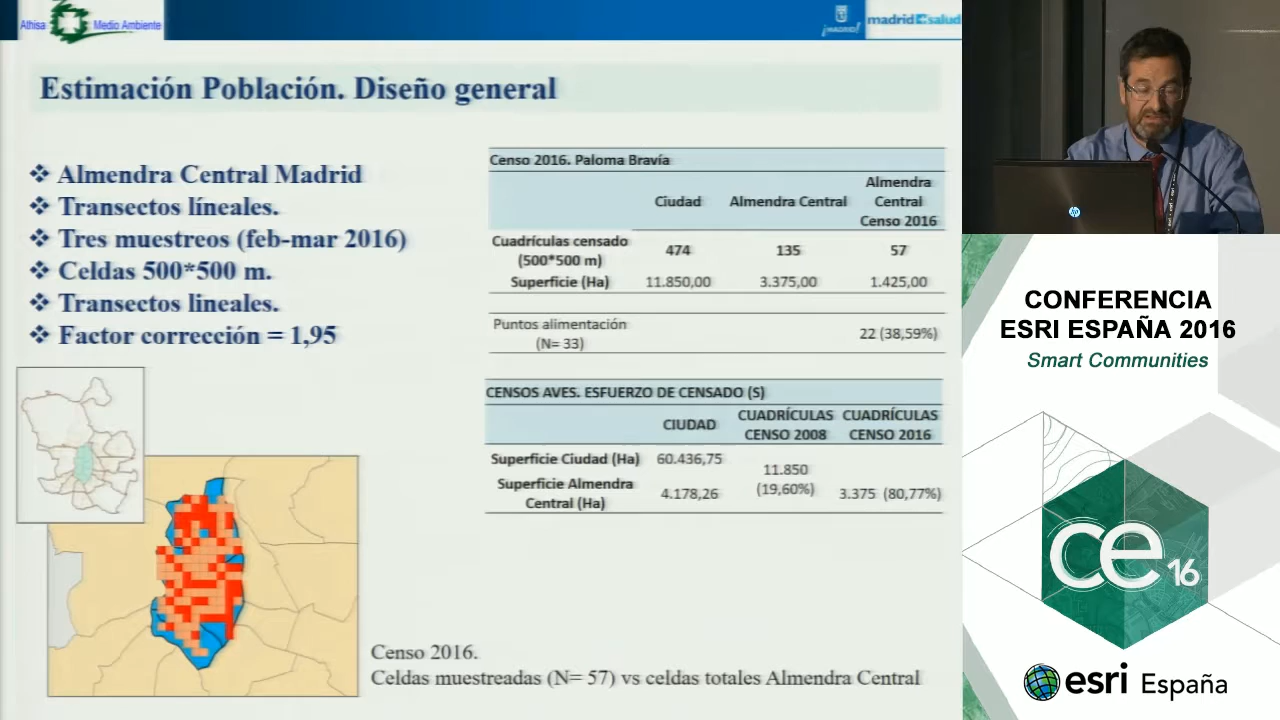 Athisa Medio Ambiente
¡MADRID!
madrid salud
Estimación Población. Diseño general
❖ Almendra Central Madrid
❖ Transectos líneales.
❖ Tres muestreos (feb-mar 2016)
❖ Celdas 500*500 m.
❖ Transectos lineales.
❖ Factor corrección = 1,95
Censo 2016. Paloma Bravía
Ciudad Almendra Central Almendra Central Censo 2016
Cuadrículas censado (500*500 m) 474 135 57
Superficie (Ha) 11.850,00 3.375,00 1.425,00
Puntos alimentación (N= 33) 22 (38,59%)
CENSOS AVES. ESFUERZO DE CENSADO (S)
CIUDAD CUADRÍCULAS CENSO 2008 CUADRÍCULAS CENSO 2016
Superficie Ciudad (Ha) 60.436,75 11.850 (19,60%)
Superficie Almendra Central (Ha) 4.178,26 3.375 (80,77%)
Censo 2016.
Celdas muestreadas (N= 57) vs celdas totales Almendra Central
hp
CONFERENCIA
ESRI ESPAÑA 2016
Smart Communities
ce16
esri España